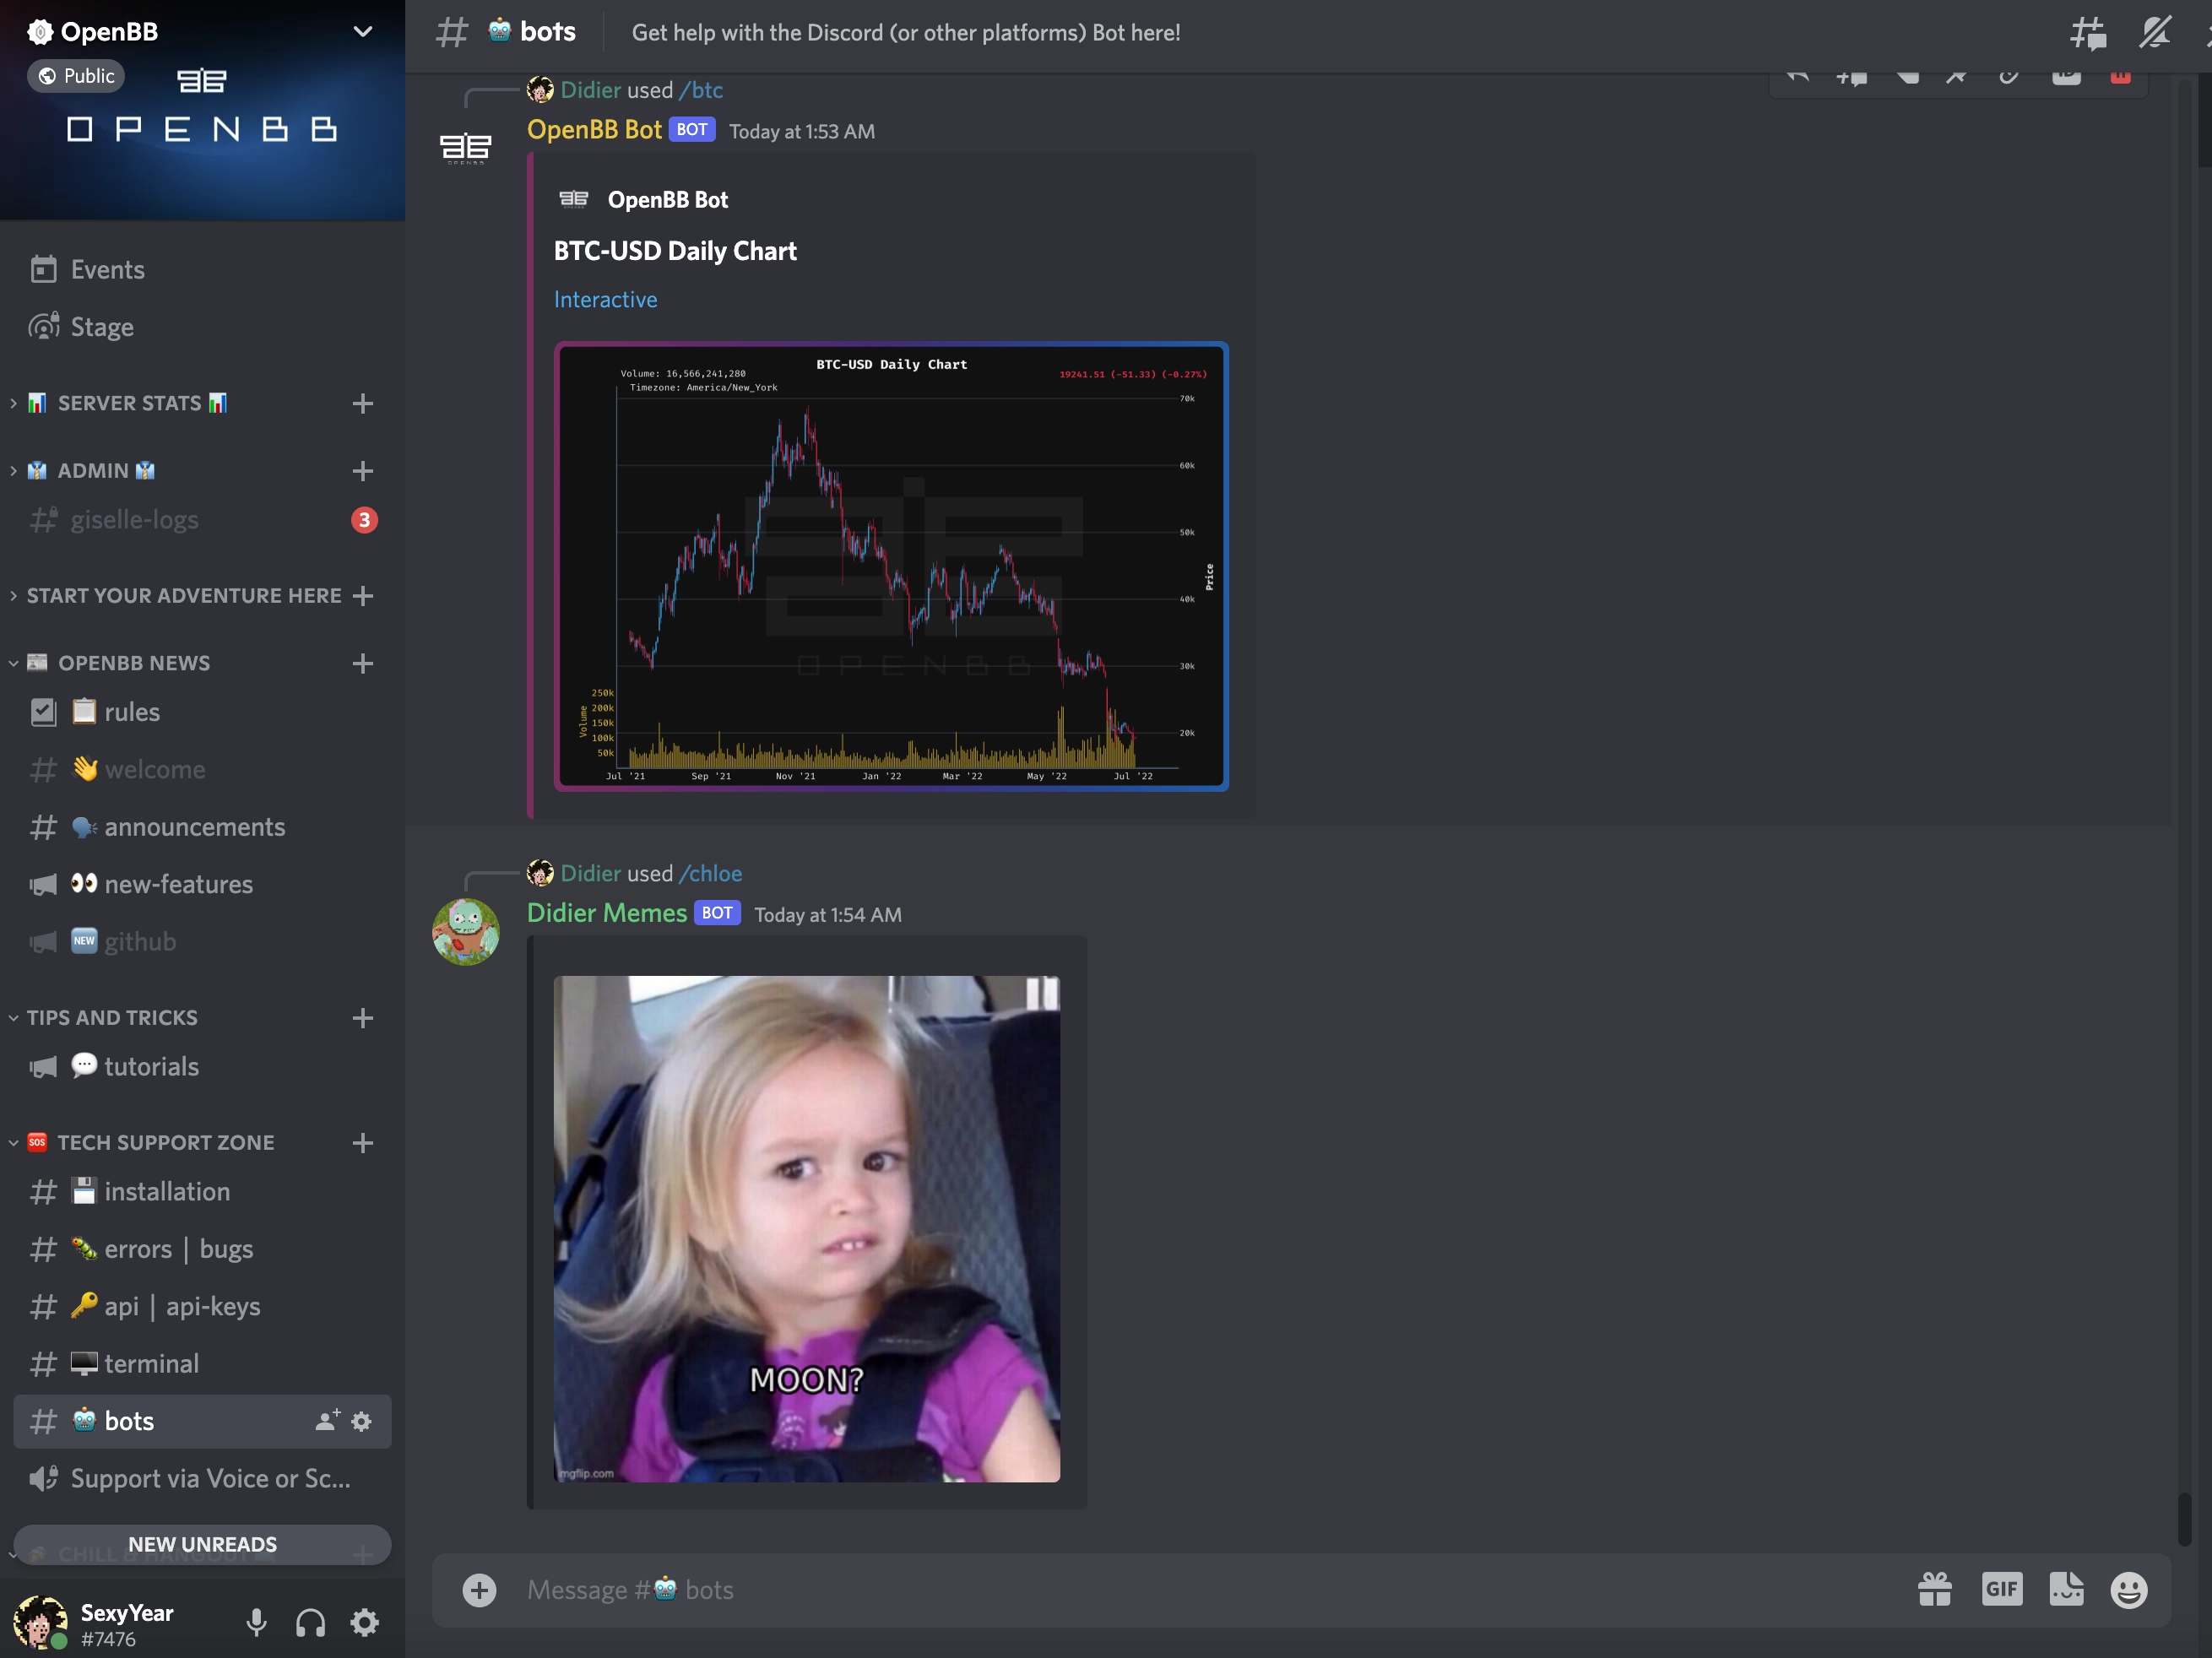 OpenBB
Public
OPENBB
Events
Stage
SERVER STATS
ADMIN
giselle-logs
3
START YOUR ADVENTURE HERE
OPENBB NEWS
rules
welcome
announcements
new-features
NEW github
TIPS AND TRICKS
tutorials
SOS TECH SUPPORT ZONE
installation
errors | bugs
api | api-keys
terminal
bots
Support via Voice or Sc...
CHILL & HANGOUT
NEW UNREADS
SexyYear
#7476
bots
Get help with the Discord (or other platforms) Bot here!
Didier used /btc
OpenBB Bot BOT Today at 1:53 AM
OPENBB
OpenBB Bot
BTC-USD Daily Chart
Interactive
BTC-USD Daily Chart
Volume: 16,566,241,280
19241.51 (-51.33) (-0.27%)
Timezone: America/New_York
70k
60k
50k
40k
30k
20k
Price
OPENBB
250k
200k
150k
100k
50k
Volume
Jul '21 Sep '21 Nov '21 Jan '22 Mar '22 May '22 Jul '22
Didier used /chloe
Didier Memes BOT Today at 1:54 AM
MOON?
imgflip.com
Message # bots
GIF